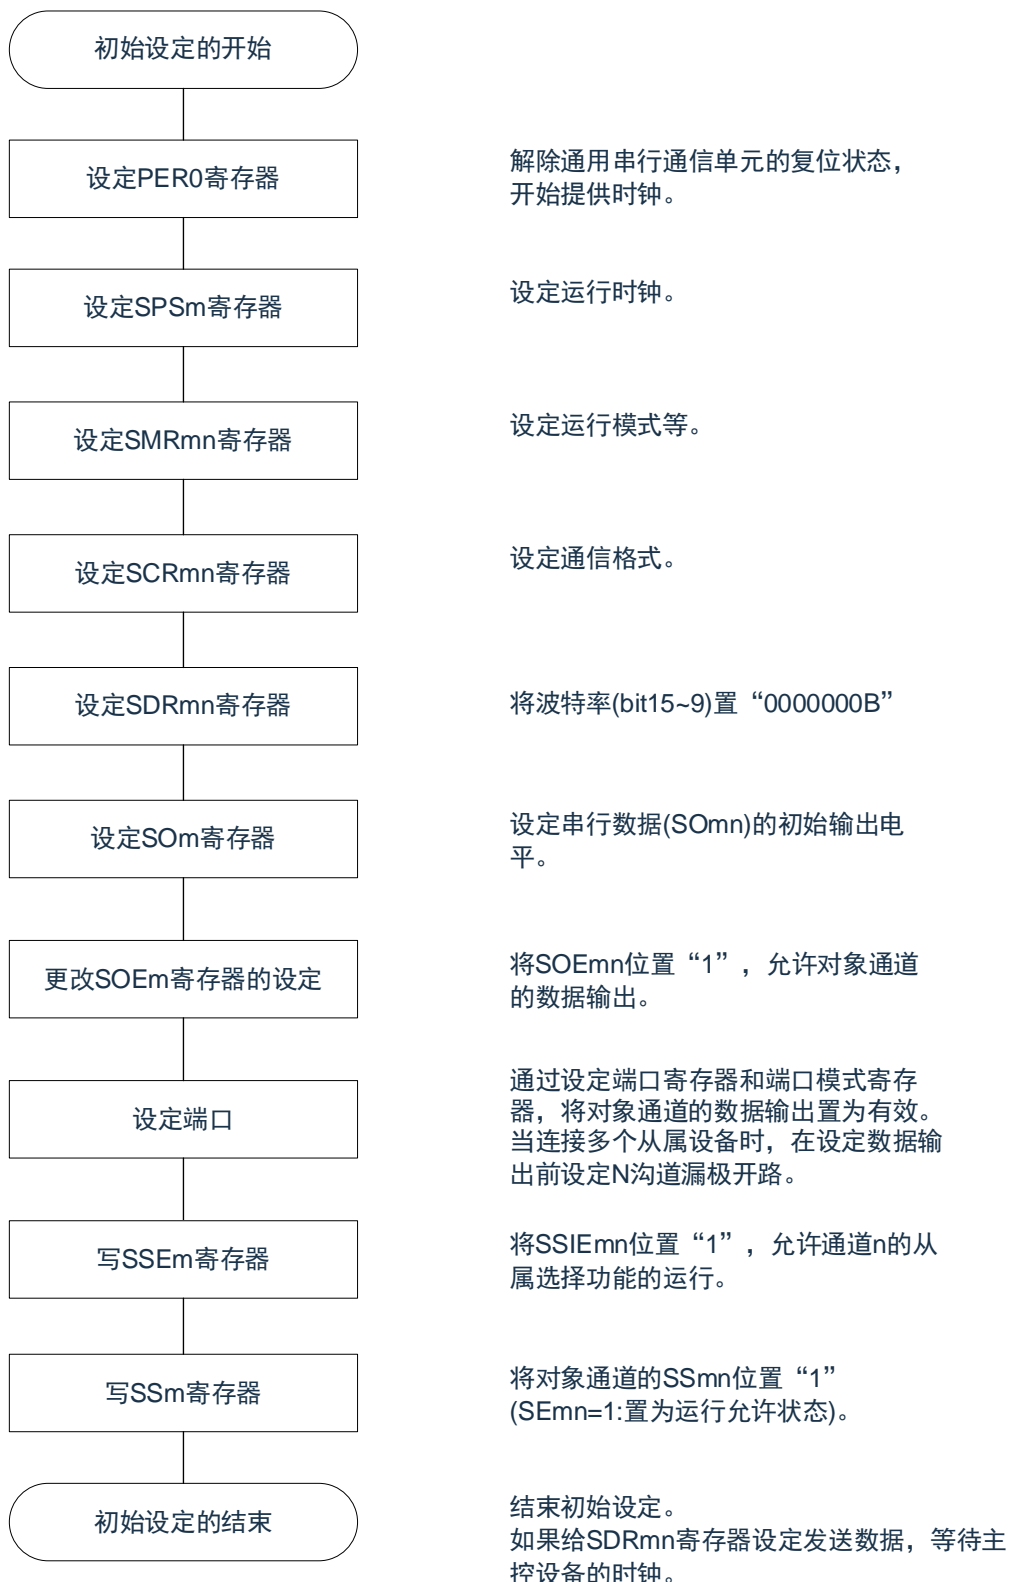 初始设定的开始
设定PER0寄存器
解除通用串行通信单元的复位状态，
开始提供时钟。
设定SPSm寄存器
设定运行时钟。
设定SMRmn寄存器
设定运行模式等。
设定SCRmn寄存器
设定通信格式。
设定SDRmn寄存器
将波特率(bit15~9)置“0000000B”
设定SOm寄存器
设定串行数据(SOmn)的初始输出电
平。
更改SOEm寄存器的设定
将SOEmn位置“1”，允许对象通道
的数据输出。
设定端口
通过设定端口寄存器和端口模式寄存
器，将对象通道的数据输出置为有效。
当连接多个从属设备时，在设定数据输
出前设定N沟道漏极开路。
写SSEm寄存器
将SSIEmn位置“1”，允许通道n的从
属选择功能的运行。
写SSm寄存器
将对象通道的SSmn位置“1”
(SEmn=1:置为运行允许状态)。
初始设定的结束
结束初始设定。
如果给SDRmn寄存器设定发送数据，等待主
控设备的时钟。